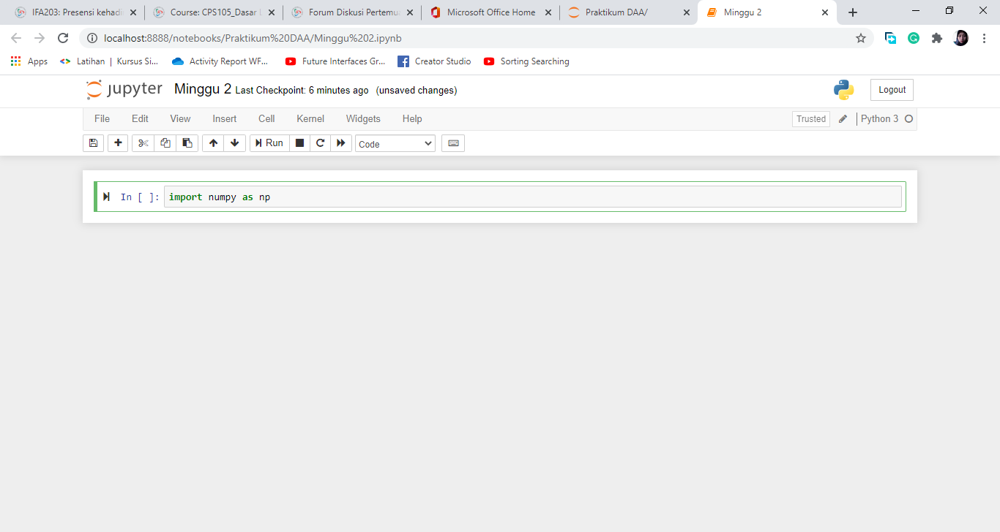 IFA203: Presensi kehadi
Course: CPS105_Dasar
Forum Diskusi Pertemu
Microsoft Office Home
Praktikum DAA/
Minggu 2
localhost:8888/notebooks/Praktikum%20DAA/Minggu%202.ipynb
Apps
Latihan | Kursus Si...
Activity Report WF...
Future Interfaces Gr...
Creator Studio
Sorting Searching
jupyter Minggu 2 Last Checkpoint: 6 minutes ago (unsaved changes)
Logout
File Edit View Insert Cell Kernel Widgets Help
Trusted
Python 3
Run
Code
In [ ]: import numpy as np